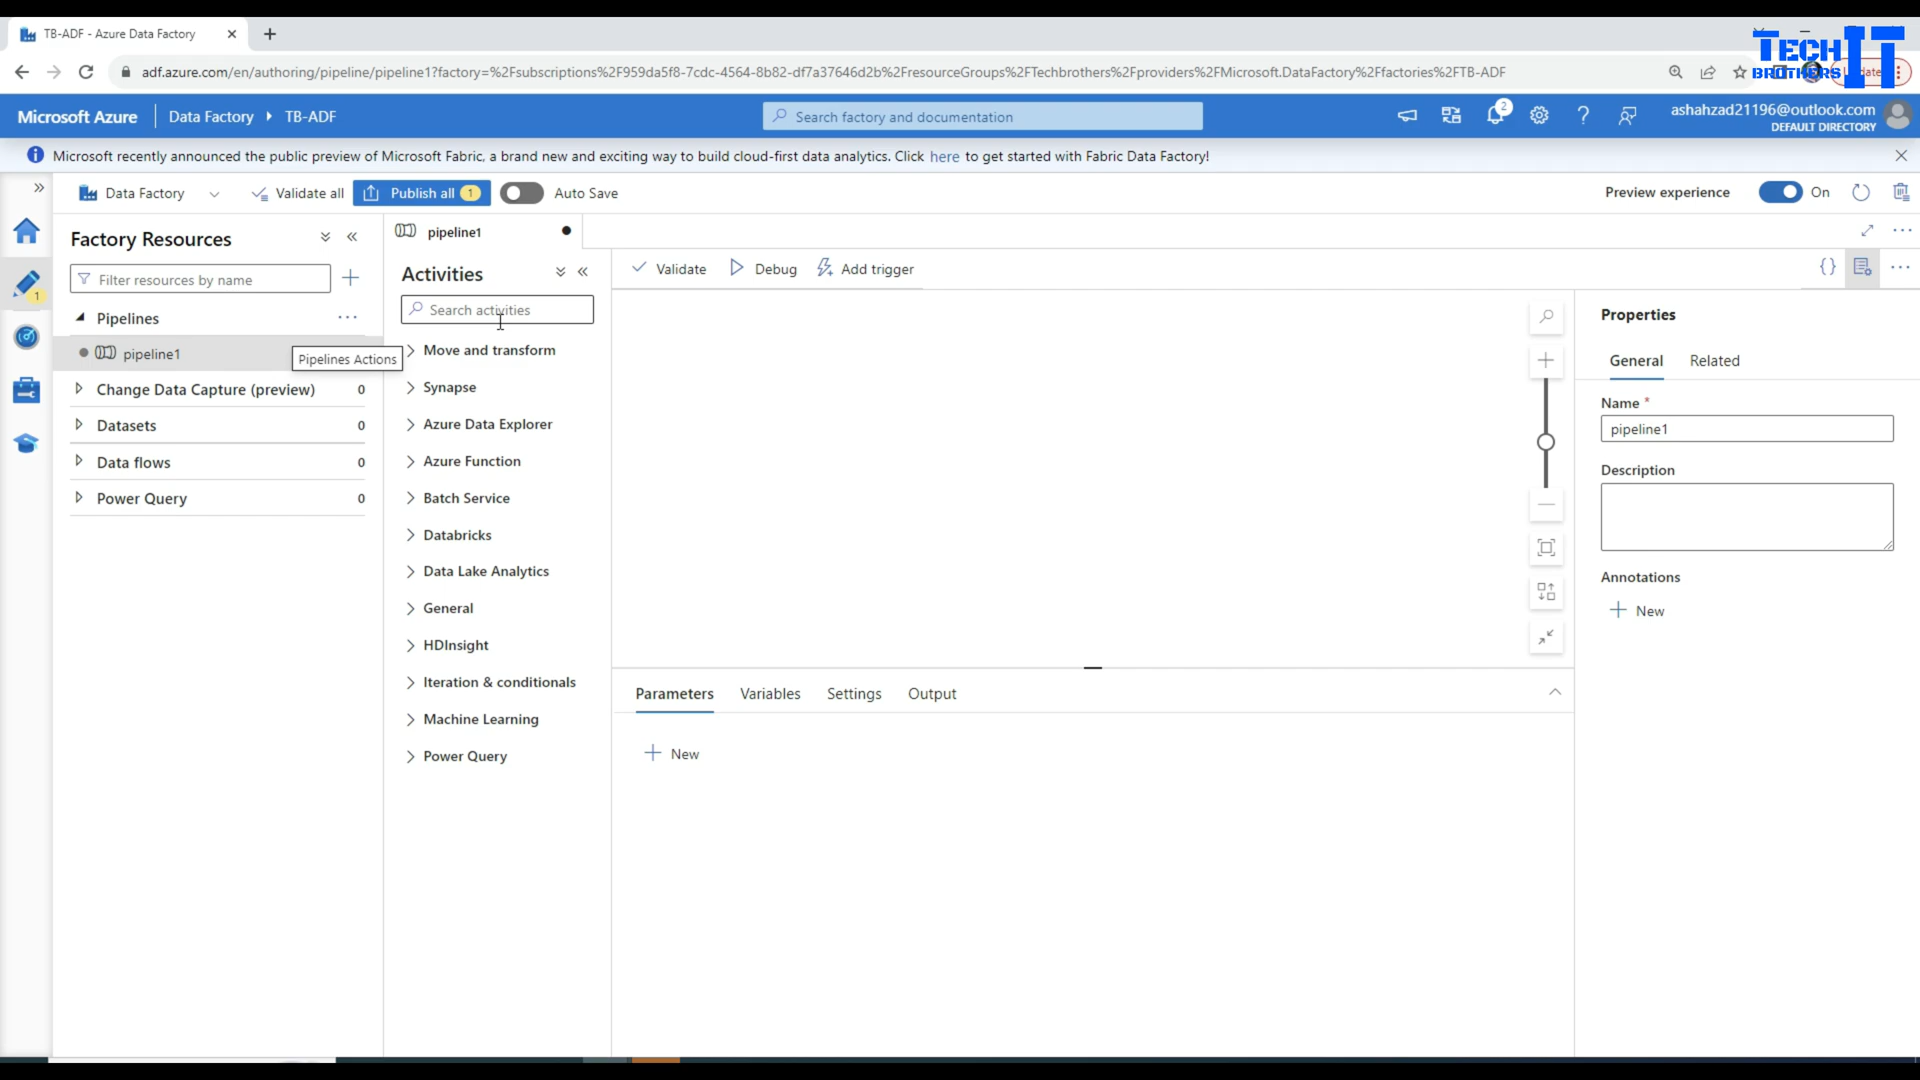 TB-ADF - Azure Data Factory
adf.azure.com/en/authoring/pipeline/pipeline1?factory=%2Fsubscriptions%2F959da5f8-7cdc-4564-8b82-df7a37646d2b%2FresourceGroups%2FTechbrothers%2Fproviders%2FMicrosoft.DataFactory%2Ffactories%2FTB-ADF
TECH
BROTHERS
IT
Microsoft Azure
Data Factory
TB-ADF
Search factory and documentation
2
ashahzad21196@outlook.com
DEFAULT DIRECTORY
Microsoft recently announced the public preview of Microsoft Fabric, a brand new and exciting way to build cloud-first data analytics. Click here to get started with Fabric Data Factory!
Data Factory
Validate all
Publish all 1
Auto Save
Preview experience
On
1
Factory Resources
Filter resources by name
Pipelines
pipeline1
Pipelines Actions
Change Data Capture (preview) 0
Datasets 0
Data flows 0
Power Query 0
pipeline1
Activities
Search activities
Move and transform
Synapse
Azure Data Explorer
Azure Function
Batch Service
Databricks
Data Lake Analytics
General
HDInsight
Iteration & conditionals
Machine Learning
Power Query
Validate
Debug
Add trigger
Parameters
Variables
Settings
Output
New
Properties
General
Related
Name *
pipeline1
Description
Annotations
New